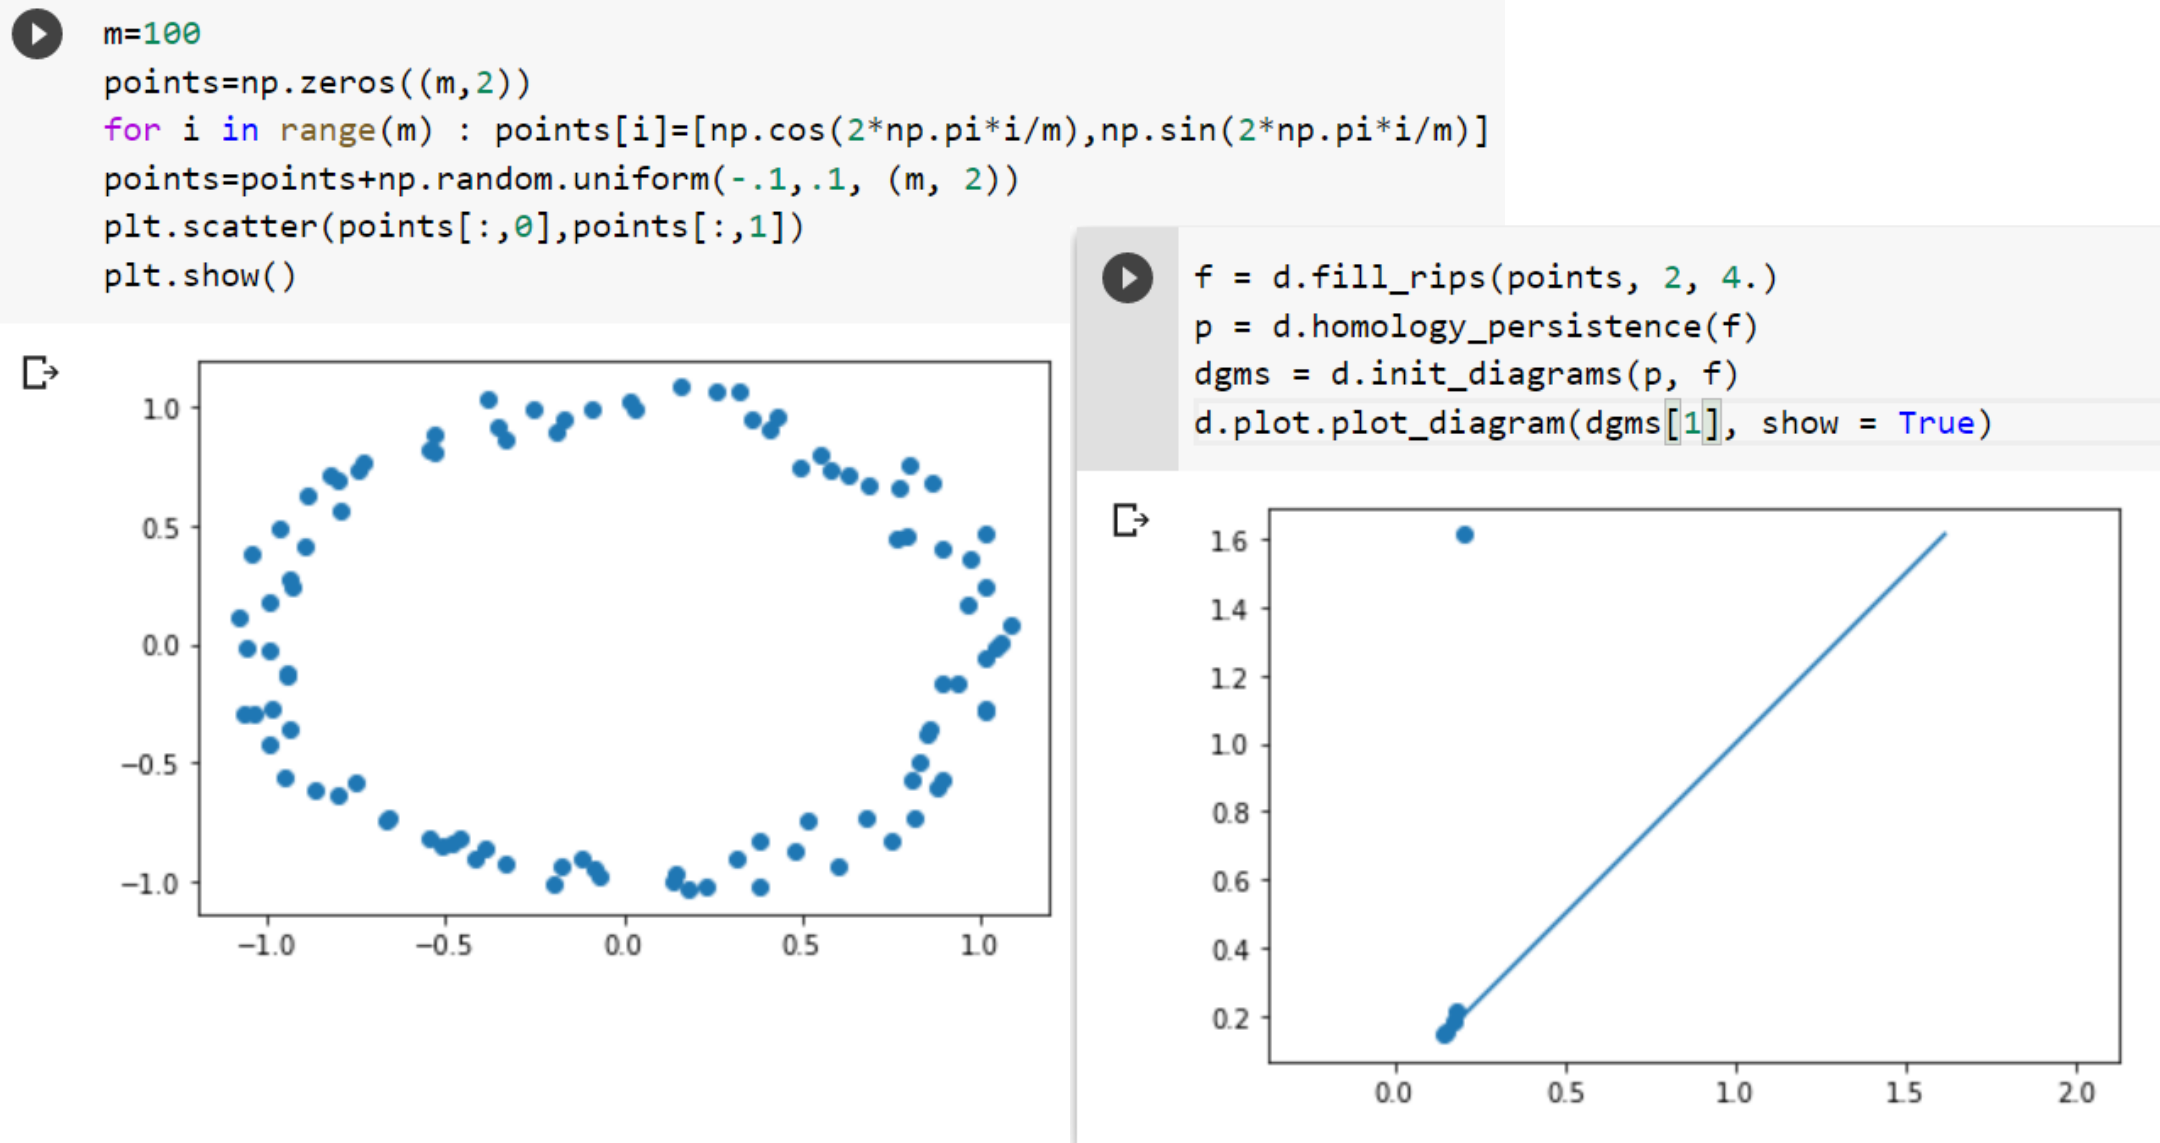 m=100
points=np.zeros((m,2))
for i in range(m) : points[i]=[np.cos(2*np.pi*i/m),np.sin(2*np.pi*i/m)]
points=points+np.random.uniform(-.1,.1, (m, 2))
plt.scatter(points[:,0],points[:,1])
plt.show()
1.0
0.5
0.0
−0.5
−1.0
−1.0 −0.5 0.0 0.5 1.0
f = d.fill_rips(points, 2, 4.)
p = d.homology_persistence(f)
dgms = d.init_diagrams(p, f)
d.plot.plot_diagram(dgms[1], show = True)
1.6
1.4
1.2
1.0
0.8
0.6
0.4
0.2
0.0 0.5 1.0 1.5 2.0